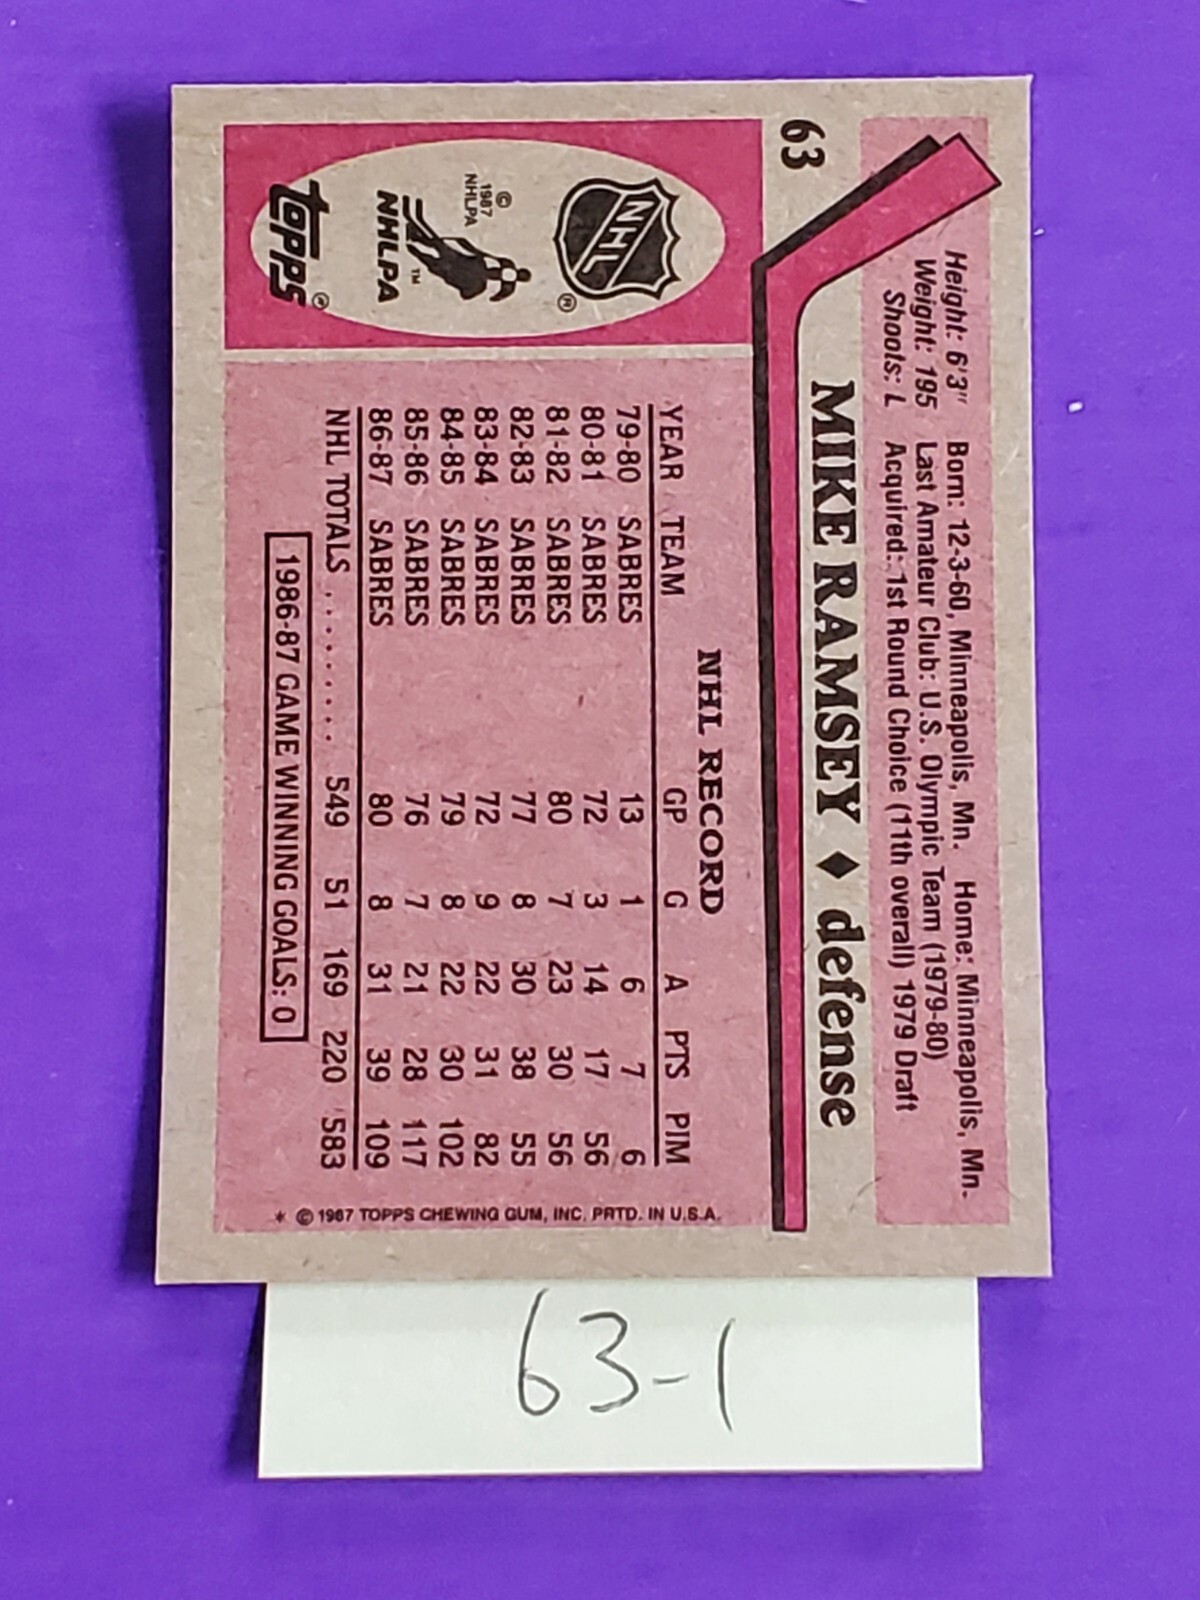 63
Height: 6'3" Born: 12-3-60, Minneapolis, Mn. Home: Minneapolis, Mn.
Weight: 195 Last Amateur Club: U.S. Olympic Team (1979-80)
Shoots: L Acquired: 1st Round Choice (11th overall) 1979 Draft
MIKE RAMSEY ♦ defense
NHL
®
© 1987 NHLPA
NHLPA™
TOPPS®
NHL RECORD
YEAR TEAM GP G A PTS PIM
79-80 SABRES 13 1 6 7 6
80-81 SABRES 72 3 14 17 56
81-82 SABRES 80 7 23 30 56
82-83 SABRES 77 8 30 38 55
83-84 SABRES 72 9 22 31 82
84-85 SABRES 79 8 22 30 102
85-86 SABRES 76 7 21 28 117
86-87 SABRES 80 8 31 39 109
NHL TOTALS ......... 549 51 169 220 583
1986-87 GAME WINNING GOALS: 0
* © 1987 TOPPS CHEWING GUM, INC. PRTD. IN U.S.A.
63-1